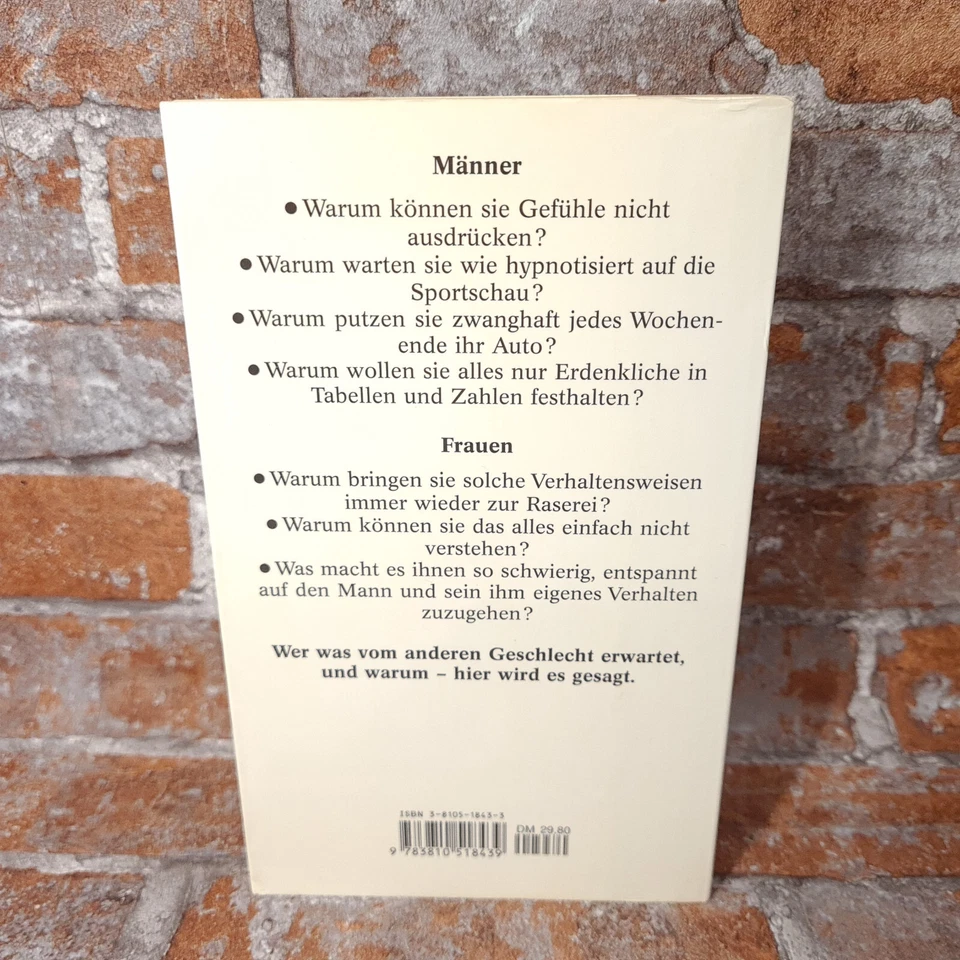 Männer
● Warum können sie Gefühle nicht
ausdrücken?
● Warum warten sie wie hypnotisiert auf die
Sportschau?
● Warum putzen sie zwanghaft jedes Wochen-
ende ihr Auto?
● Warum wollen sie alles nur Erdenkliche in
Tabellen und Zahlen festhalten?
Frauen
● Warum bringen sie solche Verhaltensweisen
immer wieder zur Raserei?
● Warum können sie das alles einfach nicht
verstehen?
● Was macht es ihnen so schwierig, entspannt
auf den Mann und sein ihm eigenes Verhalten
zuzugehen?
Wer was vom anderen Geschlecht erwartet,
und warum – hier wird es gesagt.
ISBN 3-8105-1843-3
DM 29.80
9 783810 518439